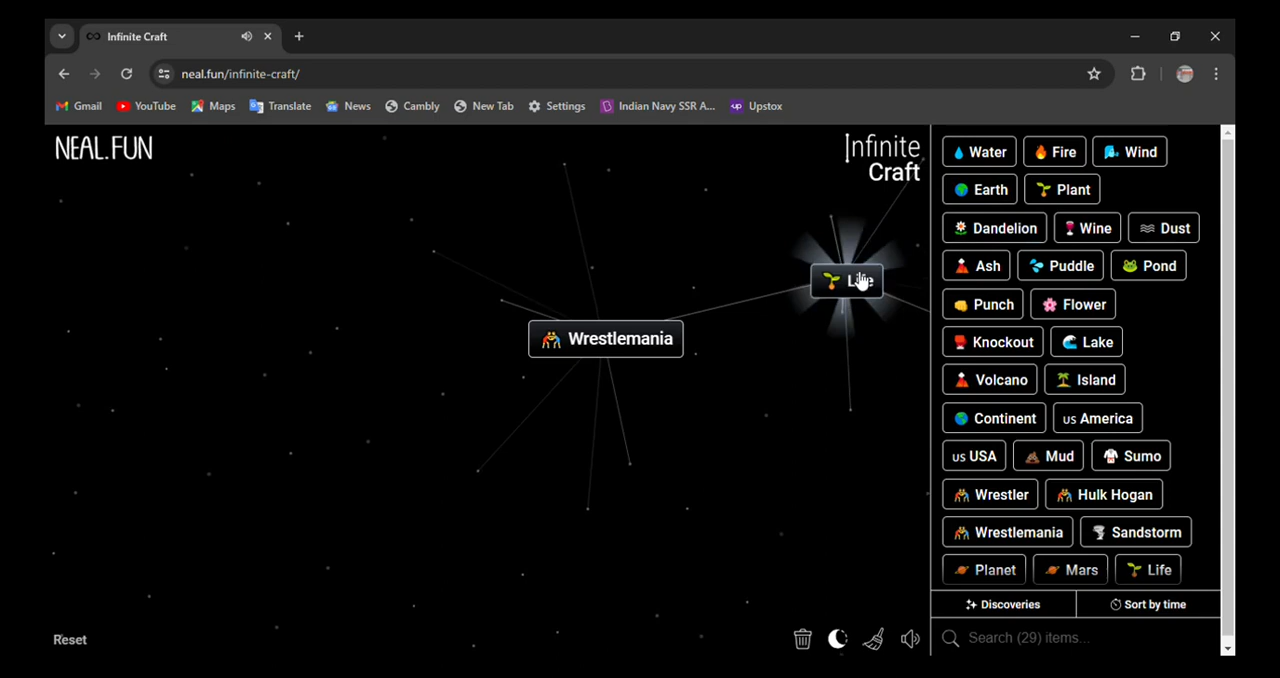 Infinite Craft
neal.fun/infinite-craft/
Gmail YouTube Maps Translate News Cambly New Tab Settings Indian Navy SSR A... Upstox
NEAL.FUN
Infinite
Craft
Water Fire Wind
Earth Plant
Dandelion Wine Dust
Ash Puddle Pond
Punch Flower
Knockout Lake
Volcano Island
Continent US America
US USA Mud Sumo
Wrestler Hulk Hogan
Wrestlemania Sandstorm
Planet Mars Life
Wrestlemania
Discoveries Sort by time
Search (29) items...
Reset